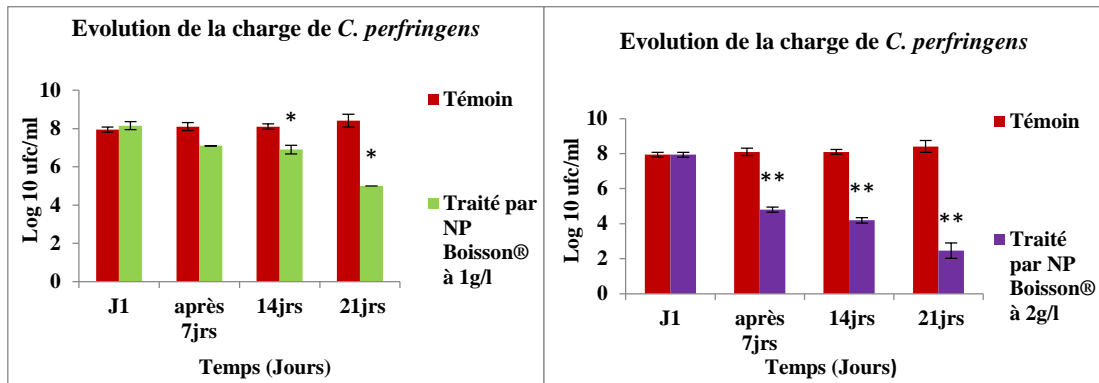 Evolution de la charge de C. perfringens
10
8
6
4
2
0
Log 10 ufc/ml
*
*
J1
après
7jrs
14jrs
21jrs
Temps (Jours)
Témoin
Traité par
NP
Boisson®
à 1g/l
Evolution de la charge de C. perfringens
10
8
6
4
2
0
Log 10 ufc/ml
**
**
**
J1
après
7jrs
14jrs
21jrs
Temps (Jours)
Témoin
Traité
par NP
Boisson®
à 2g/l